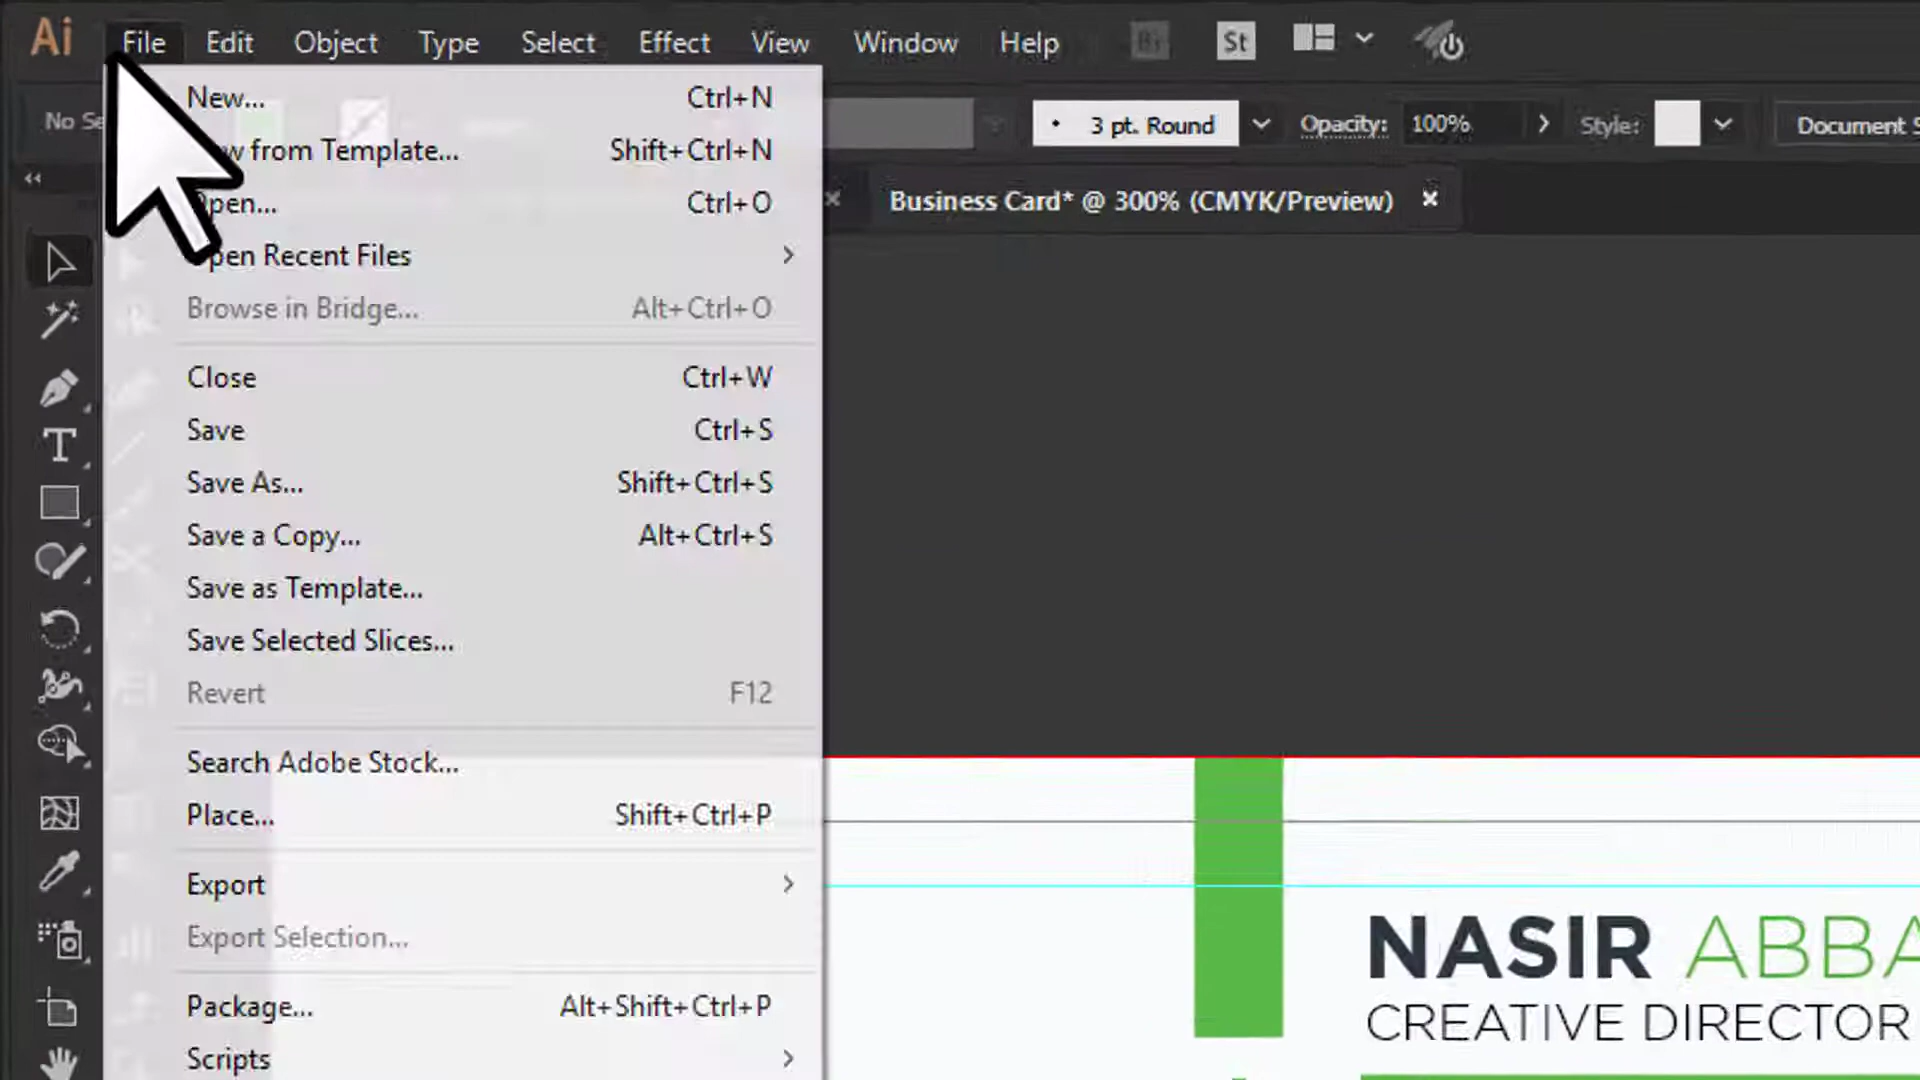 Ai File Edit Object Type Select Effect View Window Help Br St
No Se 3 pt. Round Opacity: 100% Style: Document S
Business Card* @ 300% (CMYK/Preview)
New... Ctrl+N
w from Template... Shift+Ctrl+N
Open... Ctrl+O
Open Recent Files
Browse in Bridge... Alt+Ctrl+O
Close Ctrl+W
Save Ctrl+S
Save As... Shift+Ctrl+S
Save a Copy... Alt+Ctrl+S
Save as Template...
Save Selected Slices...
Revert F12
Search Adobe Stock...
Place... Shift+Ctrl+P
Export
Export Selection...
Package... Alt+Shift+Ctrl+P
Scripts
NASIR ABBA
CREATIVE DIRECTOR